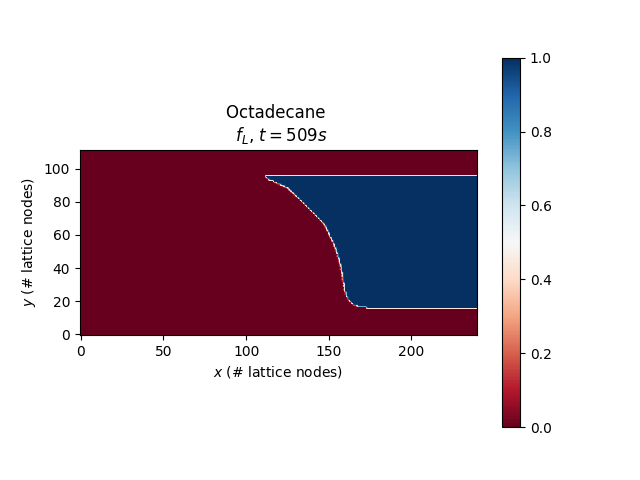 Octadecane
f_L, t = 509s
1.0
0.8
0.6
0.4
0.2
0.0
100
80
60
40
20
0
y (# lattice nodes)
0 50 100 150 200
x (# lattice nodes)